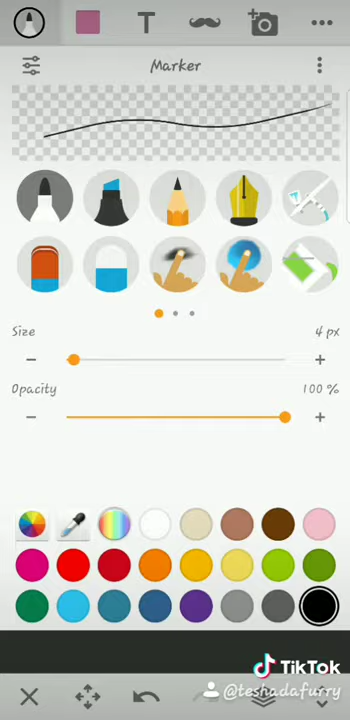 T
Marker
Size 4 px
Opacity 100 %
TikTok
@teshadafurry